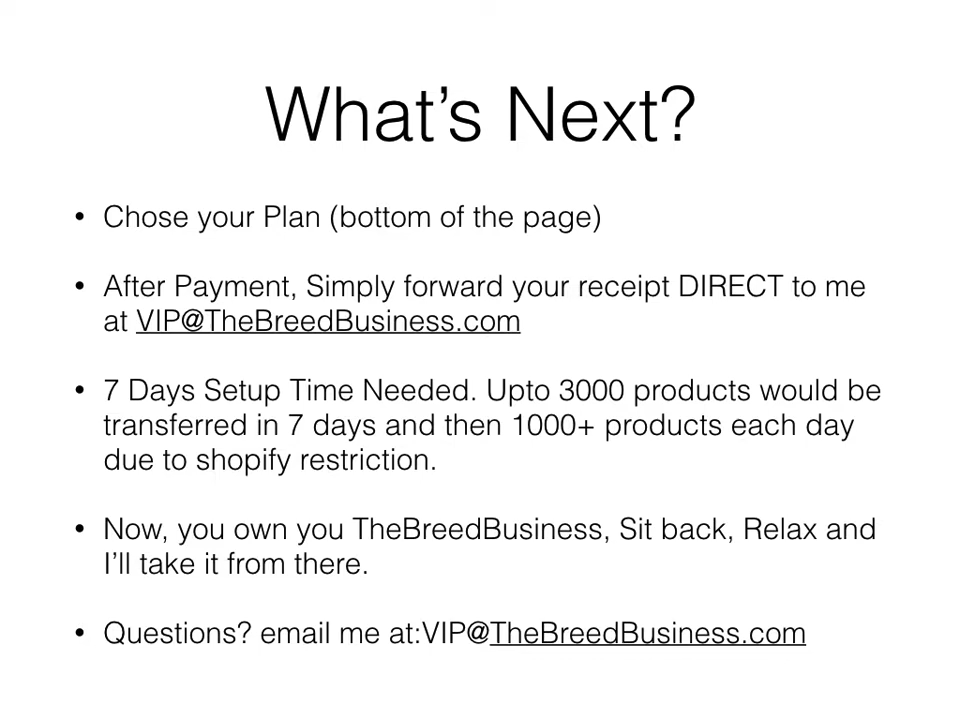 What’s Next?
• Chose your Plan (bottom of the page)
• After Payment, Simply forward your receipt DIRECT to me
at VIP@TheBreedBusiness.com
• 7 Days Setup Time Needed. Upto 3000 products would be
transferred in 7 days and then 1000+ products each day
due to shopify restriction.
• Now, you own you TheBreedBusiness, Sit back, Relax and
I’ll take it from there.
• Questions? email me at:VIP@TheBreedBusiness.com